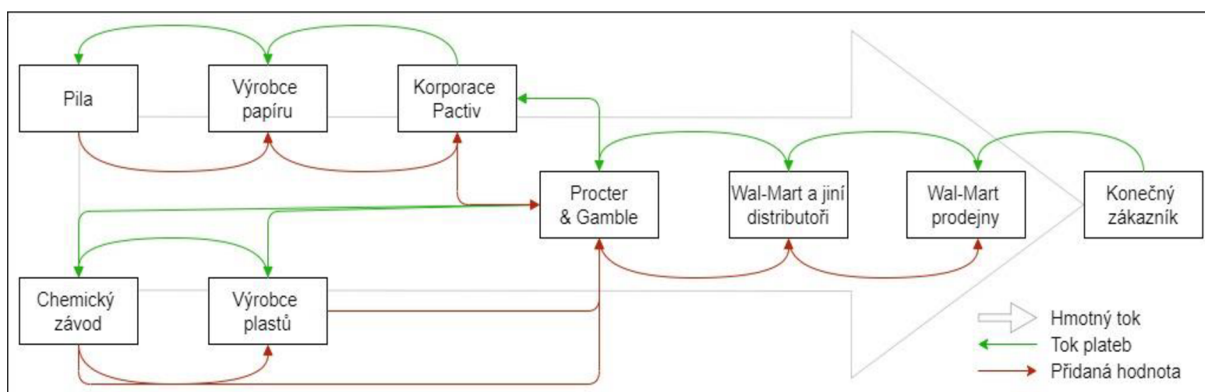 Pila
Výrobce
papíru
Korporace
Pactiv
Procter
& Gamble
Wal-Mart a jiní
distributoři
Wal-Mart
prodejny
Konečný
zákazník
Chemický
závod
Výrobce
plastů
Hmotný tok
Tok plateb
Přidaná hodnota